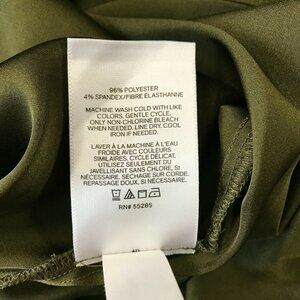 96% POLYESTER
4% SPANDEX/FIBRE ÉLASTHANNE
MACHINE WASH COLD WITH LIKE
COLORS. GENTLE CYCLE.
ONLY NON-CHLORINE BLEACH
WHEN NEEDED. LINE DRY, COOL
IRON IF NEEDED.
LAVER À LA MACHINE À L'EAU
FROIDE AVEC COULEURS
SIMILAIRES. CYCLE DÉLICAT.
UTILISEZ SEULEMENT DU
JAVELLISANT SANS CHLORE SI
NÉCESSAIRE. SÉCHAGE SUR CORDE.
REPASSAGE DOUX, SI NÉCESSAIRE.
RN# 55285